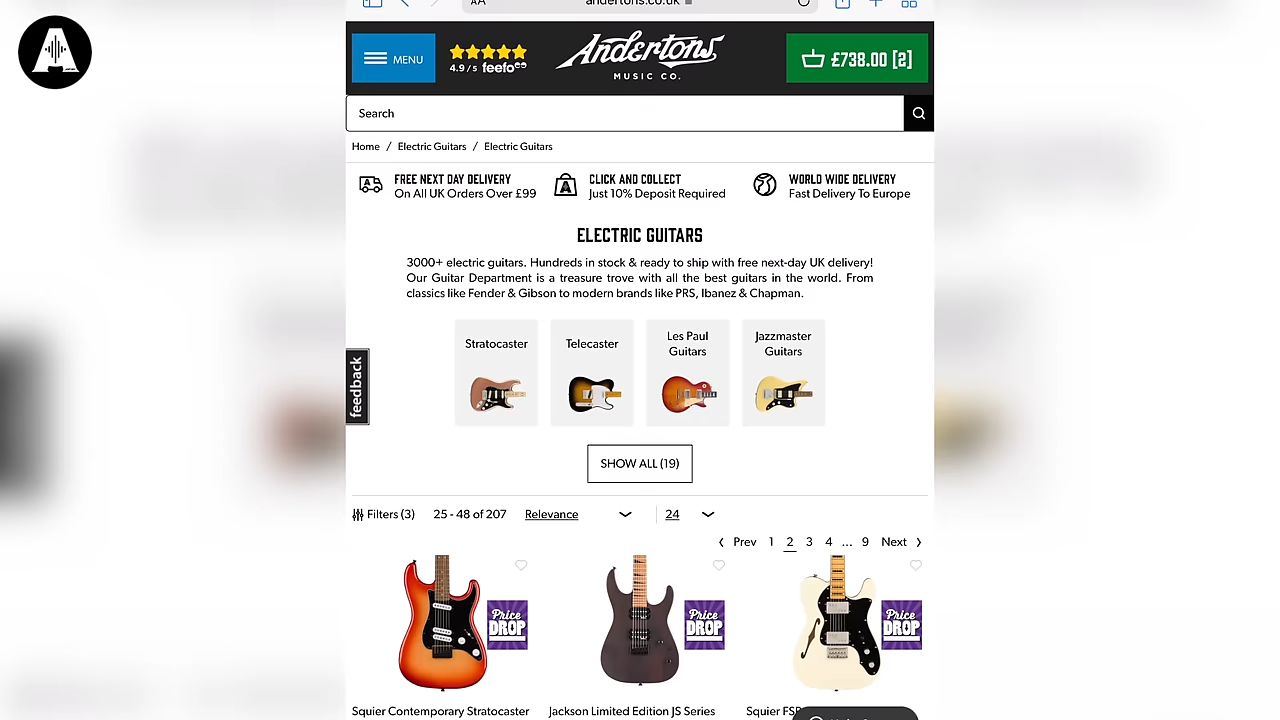 AA
andertons.co.uk
MENU
4.9/5 feefo
Andertons
MUSIC CO.
£738.00 [2]
Search
Home / Electric Guitars / Electric Guitars
FREE NEXT DAY DELIVERY
On All UK Orders Over £99
CLICK AND COLLECT
Just 10% Deposit Required
WORLD WIDE DELIVERY
Fast Delivery To Europe
ELECTRIC GUITARS
3000+ electric guitars. Hundreds in stock & ready to ship with free next-day UK delivery!
Our Guitar Department is a treasure trove with all the best guitars in the world. From
classics like Fender & Gibson to modern brands like PRS, Ibanez & Chapman.
Stratocaster
Telecaster
Les Paul
Guitars
Jazzmaster
Guitars
feedback
SHOW ALL (19)
Filters (3)
25 - 48 of 207
Relevance
24
Prev 1 2 3 4 ... 9 Next
Price
DROP
Price
DROP
Price
DROP
Squier Contemporary Stratocaster
Jackson Limited Edition JS Series
Squier